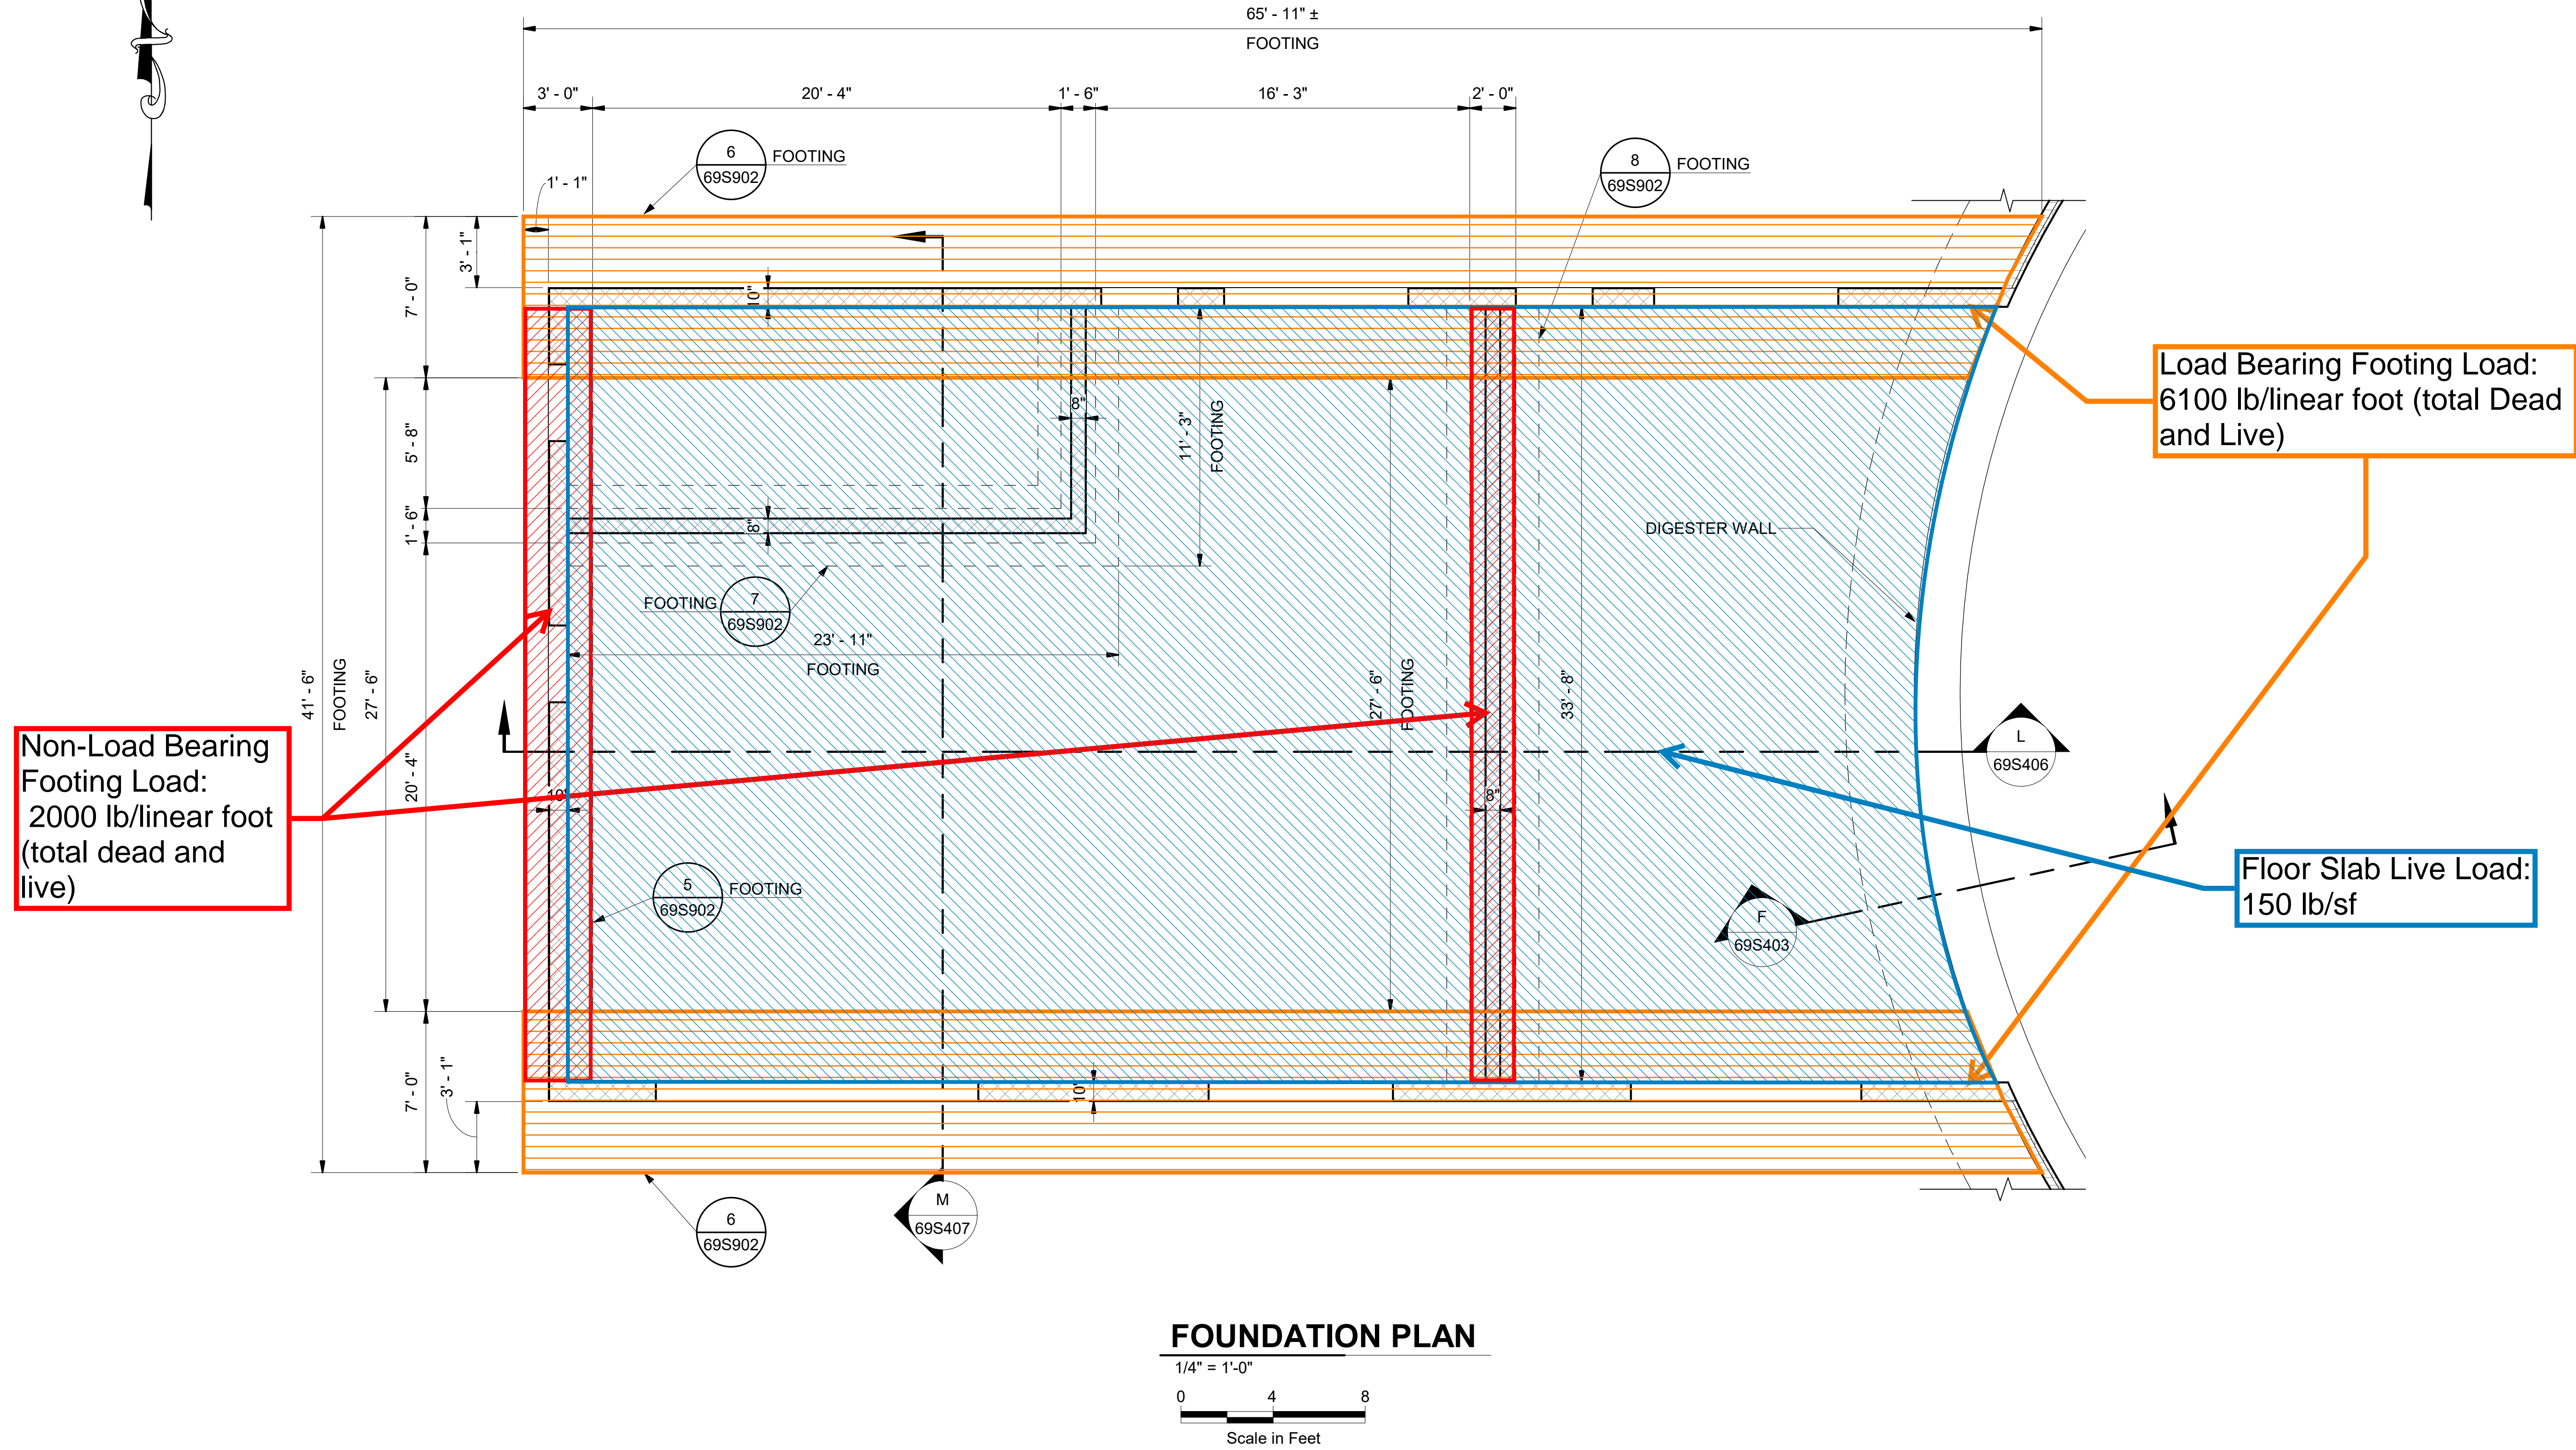 65' - 11" ±
FOOTING
3' - 0"
20' - 4"
1' - 6"
16' - 3"
2' - 0"
6
69S902
FOOTING
8
69S902
FOOTING
1' - 1"
3' - 1"
7' - 0"
10"
8"
11' - 3"
FOOTING
5' - 8"
1' - 6"
8"
Load Bearing Footing Load:
6100 lb/linear foot (total Dead
and Live)
DIGESTER WALL
FOOTING
7
69S902
23' - 11"
FOOTING
41' - 6"
FOOTING
27' - 6"
20' - 4"
27' - 6"
FOOTING
33' - 8"
L
69S406
Non-Load Bearing
Footing Load:
2000 lb/linear foot
(total dead and
live)
10"
8"
5
69S902
FOOTING
F
69S403
Floor Slab Live Load:
150 lb/sf
7' - 0"
3' - 1"
10"
6
69S902
M
69S407
FOUNDATION PLAN
1/4" = 1'-0"
0 4 8
Scale in Feet